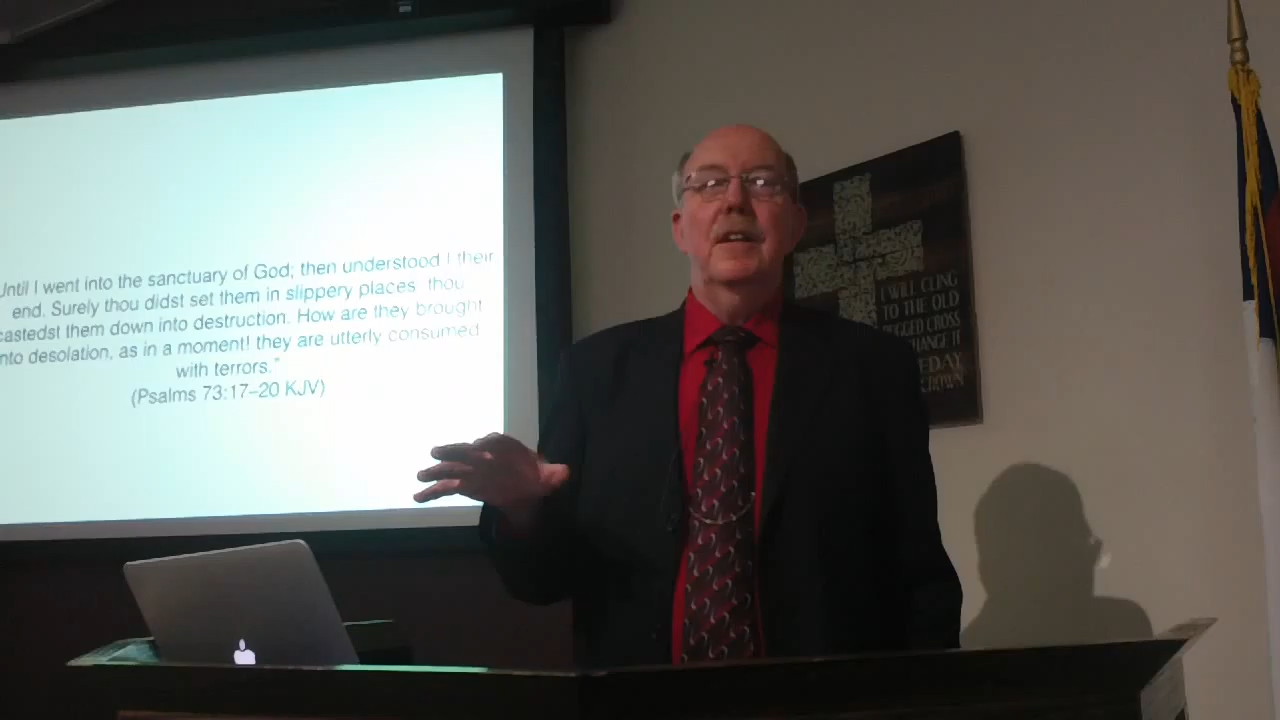 Until I went into the sanctuary of God; then understood I their
end. Surely thou didst set them in slippery places: thou
castedst them down into destruction. How are they brought
into desolation, as in a moment! they are utterly consumed
with terrors."
(Psalms 73:17–20 KJV)
I WILL CLING
TO THE OLD
RUGGED CROSS
CROWN